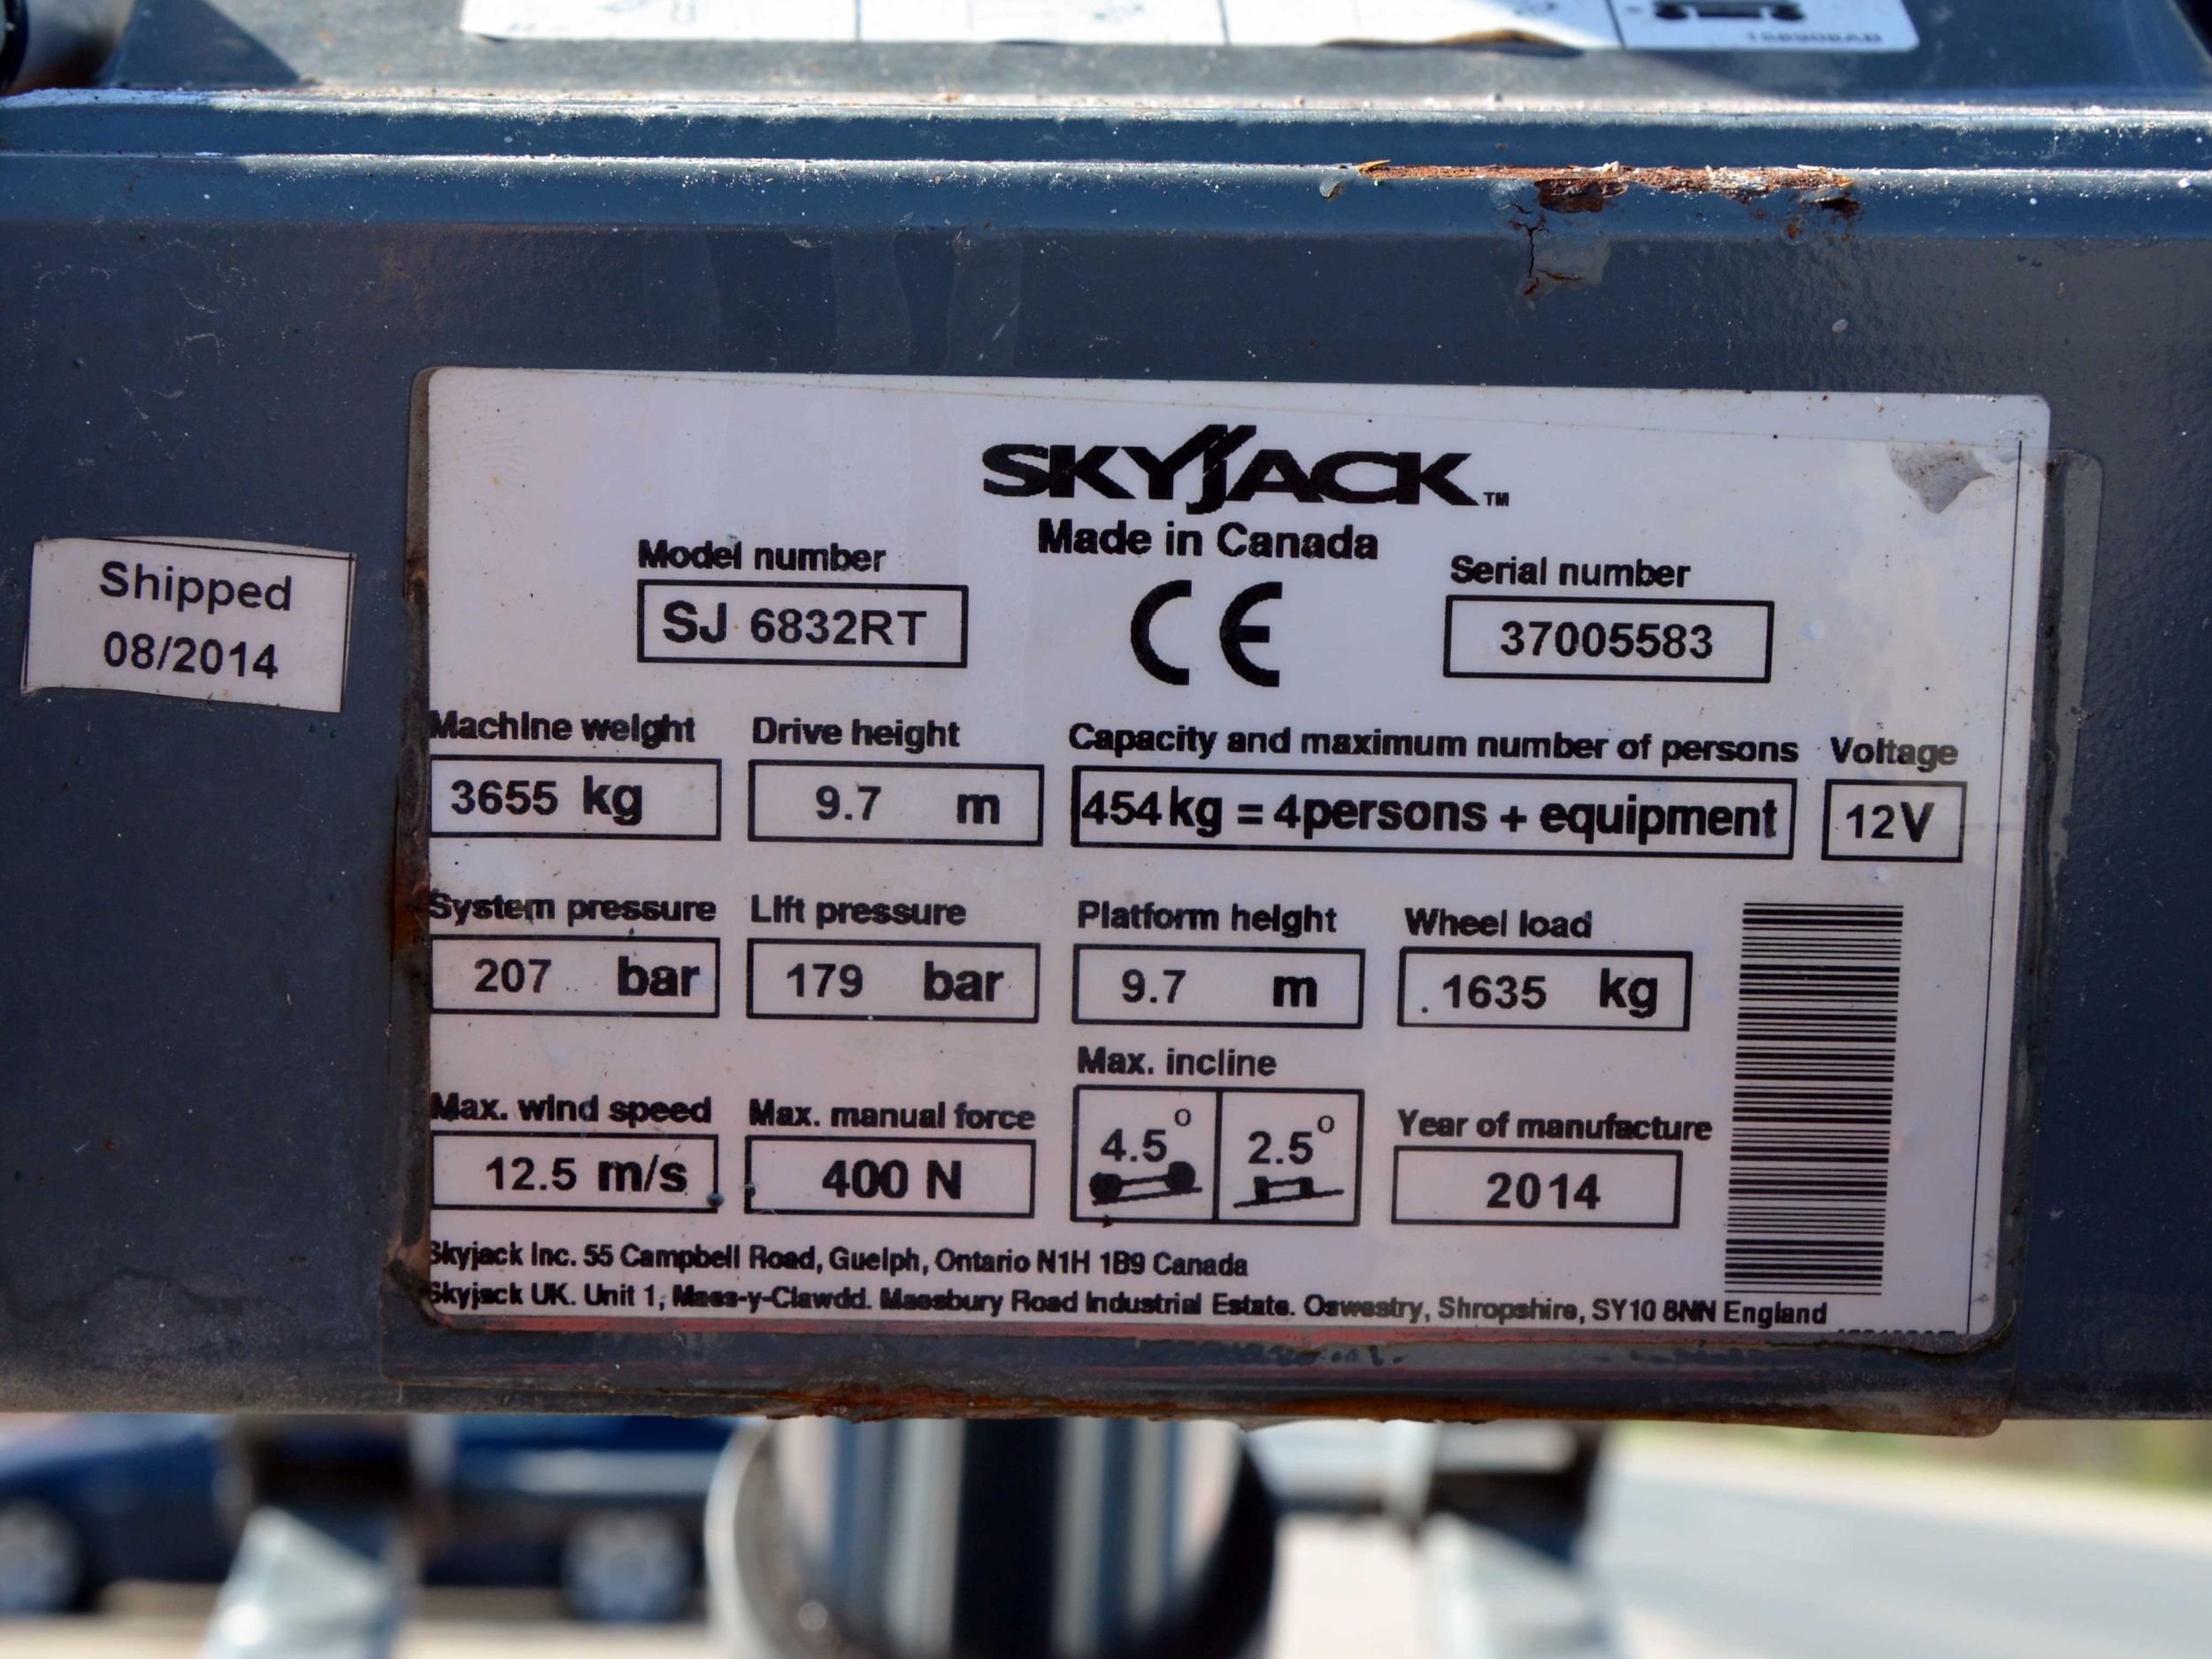 SKYJACK™
Made in Canada
Model number
SJ 6832RT
CE
Serial number
37005583
Shipped
08/2014
Machine weight
3655 kg
Drive height
9.7 m
Capacity and maximum number of persons
454 kg = 4 persons + equipment
Voltage
12V
System pressure
207 bar
Lift pressure
179 bar
Platform height
9.7 m
Wheel load
1635 kg
Max. wind speed
12.5 m/s
Max. manual force
400 N
Max. incline
4.5° 2.5°
Year of manufacture
2014
Skyjack Inc. 55 Campbell Road, Guelph, Ontario N1H 1B9 Canada
Skyjack UK. Unit 1, Maes-y-Clawdd. Maesbury Road Industrial Estate. Oswestry, Shropshire, SY10 8NN England